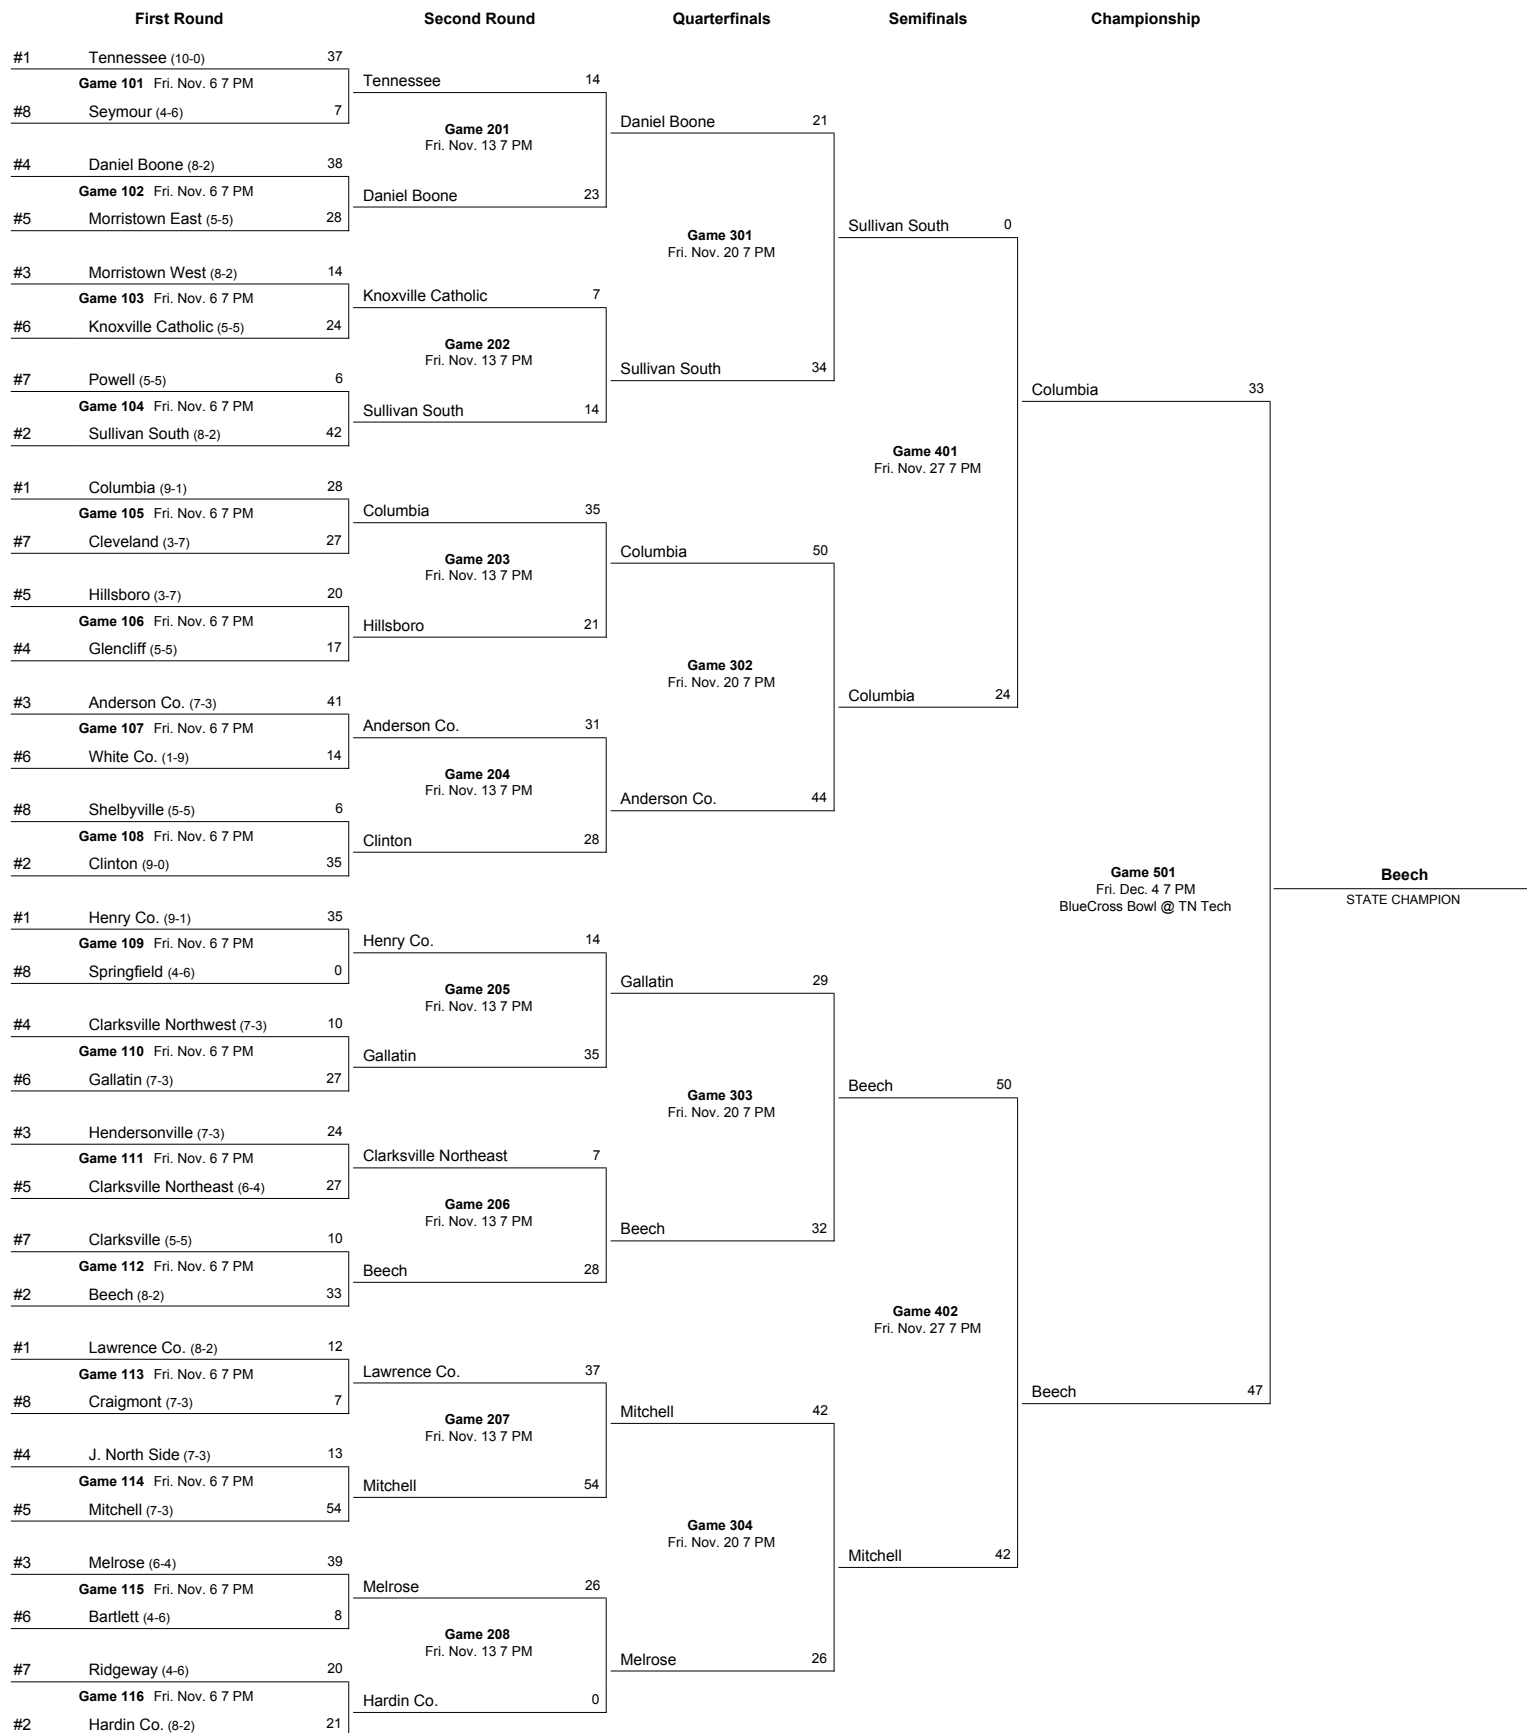 First Round Second Round Quarterfinals Semifinals Championship
#1 Tennessee (10-0) 37
Game 101 Fri. Nov. 6 7 PM
#8 Seymour (4-6) 7
#4 Daniel Boone (8-2) 38
Game 102 Fri. Nov. 6 7 PM
#5 Morristown East (5-5) 28
#3 Morristown West (8-2) 14
Game 103 Fri. Nov. 6 7 PM
#6 Knoxville Catholic (5-5) 24
#7 Powell (5-5) 6
Game 104 Fri. Nov. 6 7 PM
#2 Sullivan South (8-2) 42
#1 Columbia (9-1) 28
Game 105 Fri. Nov. 6 7 PM
#7 Cleveland (3-7) 27
#5 Hillsboro (3-7) 20
Game 106 Fri. Nov. 6 7 PM
#4 Glencliff (5-5) 17
#3 Anderson Co. (7-3) 41
Game 107 Fri. Nov. 6 7 PM
#6 White Co. (1-9) 14
#8 Shelbyville (5-5) 6
Game 108 Fri. Nov. 6 7 PM
#2 Clinton (9-0) 35
#1 Henry Co. (9-1) 35
Game 109 Fri. Nov. 6 7 PM
#8 Springfield (4-6) 0
#4 Clarksville Northwest (7-3) 10
Game 110 Fri. Nov. 6 7 PM
#6 Gallatin (7-3) 27
#3 Hendersonville (7-3) 24
Game 111 Fri. Nov. 6 7 PM
#5 Clarksville Northeast (6-4) 27
#7 Clarksville (5-5) 10
Game 112 Fri. Nov. 6 7 PM
#2 Beech (8-2) 33
#1 Lawrence Co. (8-2) 12
Game 113 Fri. Nov. 6 7 PM
#8 Craigmont (7-3) 7
#4 J. North Side (7-3) 13
Game 114 Fri. Nov. 6 7 PM
#5 Mitchell (7-3) 54
#3 Melrose (6-4) 39
Game 115 Fri. Nov. 6 7 PM
#6 Bartlett (4-6) 8
#7 Ridgeway (4-6) 20
Game 116 Fri. Nov. 6 7 PM
#2 Hardin Co. (8-2) 21
Tennessee 14
Game 201
Fri. Nov. 13 7 PM
Daniel Boone 23
Knoxville Catholic 7
Game 202
Fri. Nov. 13 7 PM
Sullivan South 14
Columbia 35
Game 203
Fri. Nov. 13 7 PM
Hillsboro 21
Anderson Co. 31
Game 204
Fri. Nov. 13 7 PM
Clinton 28
Henry Co. 14
Game 205
Fri. Nov. 13 7 PM
Gallatin 35
Clarksville Northeast 7
Game 206
Fri. Nov. 13 7 PM
Beech 28
Lawrence Co. 37
Game 207
Fri. Nov. 13 7 PM
Mitchell 54
Melrose 26
Game 208
Fri. Nov. 13 7 PM
Hardin Co. 0
Daniel Boone 21
Game 301
Fri. Nov. 20 7 PM
Sullivan South 34
Columbia 50
Game 302
Fri. Nov. 20 7 PM
Anderson Co. 44
Gallatin 29
Game 303
Fri. Nov. 20 7 PM
Beech 32
Mitchell 42
Game 304
Fri. Nov. 20 7 PM
Melrose 26
Sullivan South 0
Game 401
Fri. Nov. 27 7 PM
Columbia 24
Beech 50
Game 402
Fri. Nov. 27 7 PM
Mitchell 42
Columbia 33
Game 501
Fri. Dec. 4 7 PM
BlueCross Bowl @ TN Tech
Beech 47
Beech
STATE CHAMPION